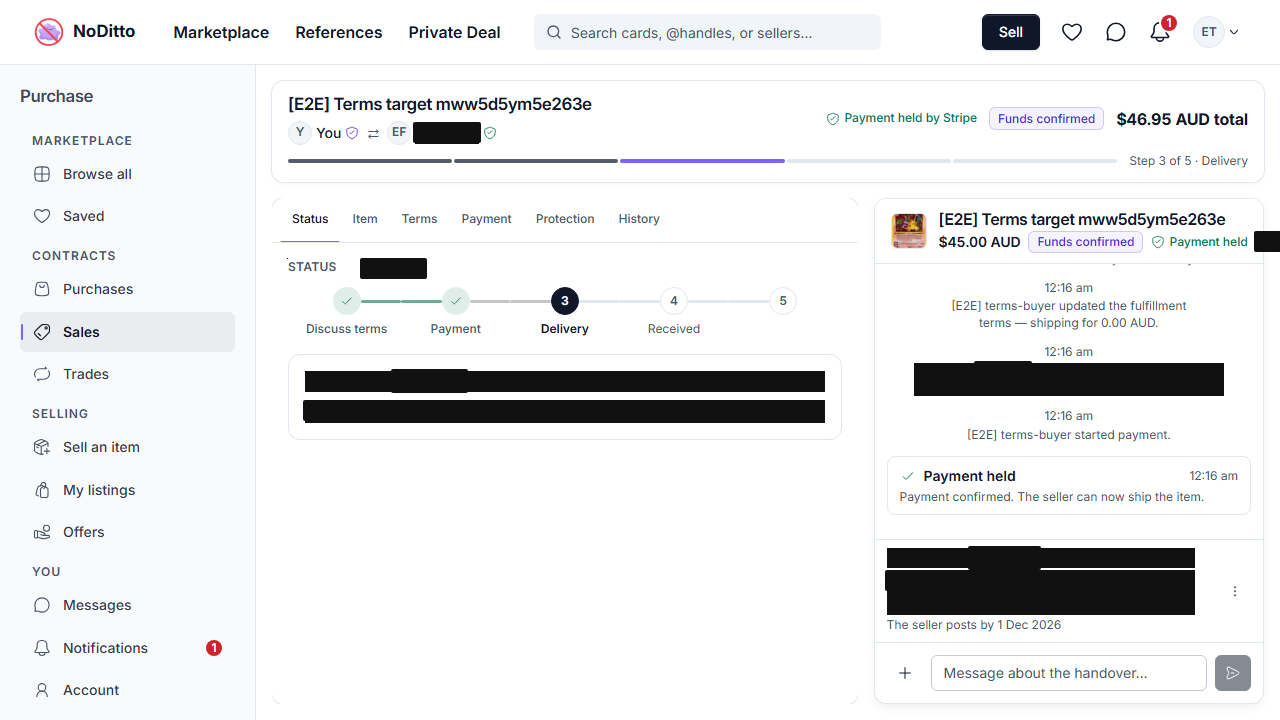 NoDitto
Marketplace
References
Private Deal
Search cards, @handles, or sellers...
Sell
1
ET
Purchase
MARKETPLACE
Browse all
Saved
CONTRACTS
Purchases
Sales
Trades
SELLING
Sell an item
My listings
Offers
YOU
Messages
Notifications
1
Account
[E2E] Terms target mww5d5ym5e263e
Y You
EF
Payment held by Stripe
Funds confirmed
$46.95 AUD total
Step 3 of 5 · Delivery
Status
Item
Terms
Payment
Protection
History
STATUS
3
4
5
Discuss terms
Payment
Delivery
Received
[E2E] Terms target mww5d5ym5e263e
$45.00 AUD
Funds confirmed
Payment held
12:16 am
[E2E] terms-buyer updated the fulfillment
terms — shipping for 0.00 AUD.
12:16 am
12:16 am
[E2E] terms-buyer started payment.
Payment held
12:16 am
Payment confirmed. The seller can now ship the item.
The seller posts by 1 Dec 2026
Message about the handover...